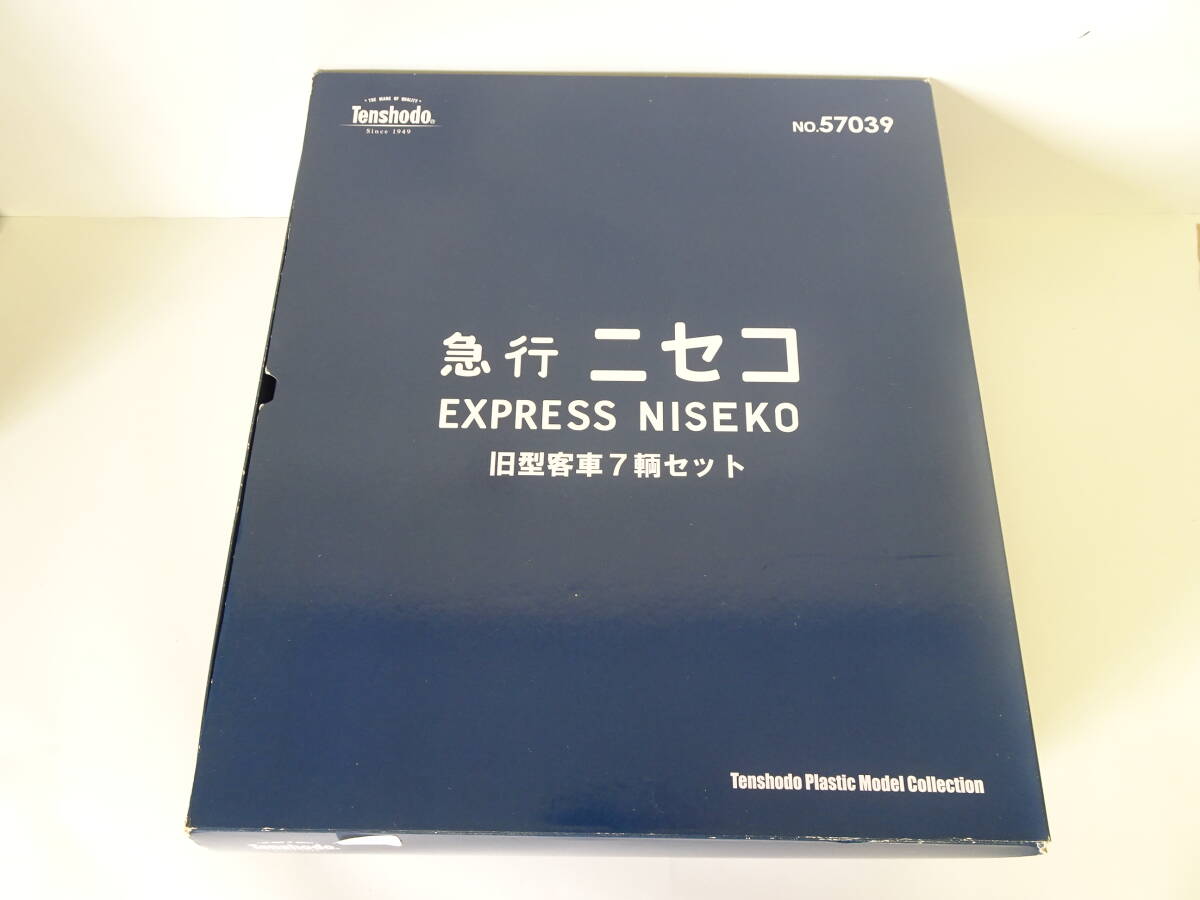 THE MARK OF QUALITY
Tenshodo®
Since 1949
NO.57039
急行 ニセコ
EXPRESS NISEKO
旧型客車7輌セット
Tenshodo Plastic Model Collection
Tenshodo